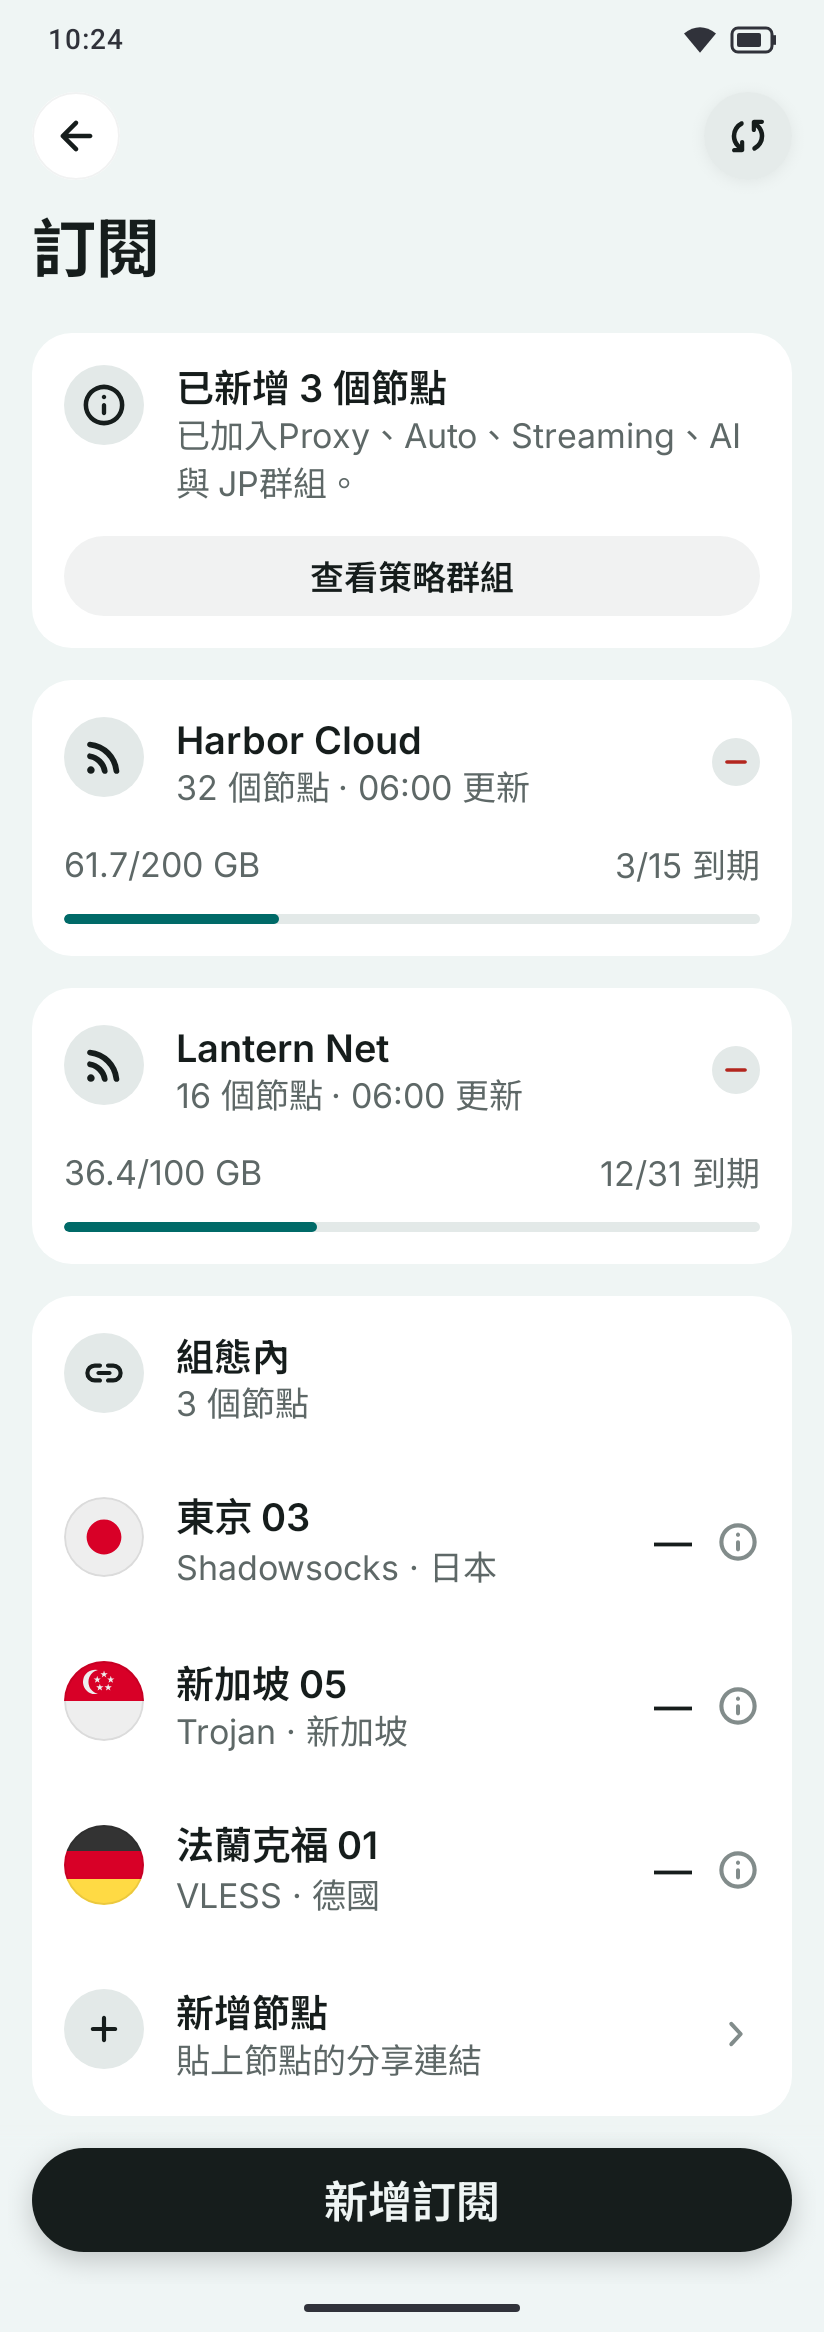 10:24
訂閱
已新增 3 個節點
已加入Proxy、Auto、Streaming、AI
與 JP群組。
查看策略群組
Harbor Cloud
32 個節點 · 06:00 更新
61.7/200 GB
3/15 到期
Lantern Net
16 個節點 · 06:00 更新
36.4/100 GB
12/31 到期
組態內
3 個節點
東京 03
Shadowsocks · 日本
—
新加坡 05
Trojan · 新加坡
—
法蘭克福 01
VLESS · 德國
—
新增節點
貼上節點的分享連結
新增訂閱